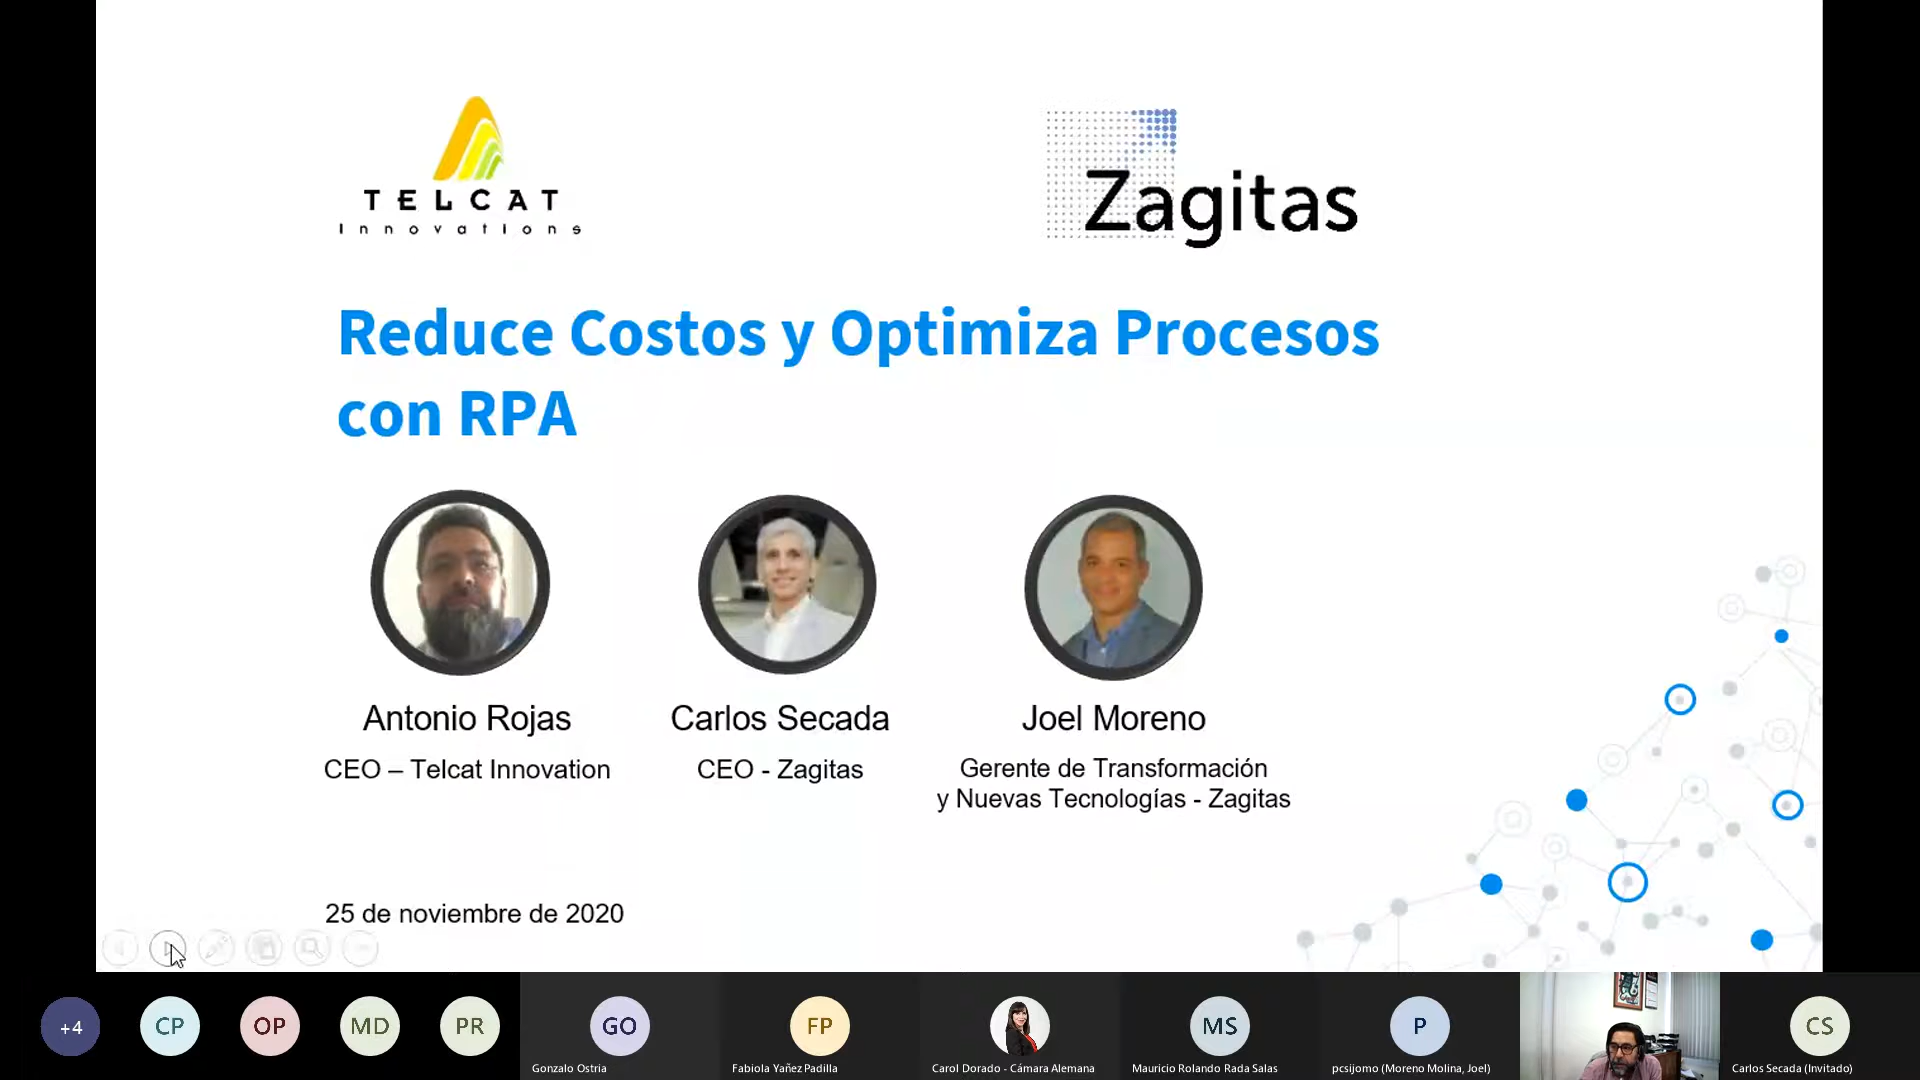 TELCAT
Innovations
Zagitas
Reduce Costos y Optimiza Procesos
con RPA
Antonio Rojas
CEO – Telcat Innovation
Carlos Secada
CEO - Zagitas
Joel Moreno
Gerente de Transformación
y Nuevas Tecnologías - Zagitas
25 de noviembre de 2020
+4
CP
OP
MD
PR
GO
Gonzalo Ostria
FP
Fabiola Yañez Padilla
Carol Dorado - Cámara Alemana
MS
Mauricio Rolando Rada Salas
P
pcsijomo (Moreno Molina, Joel)
CS
Carlos Secada (Invitado)